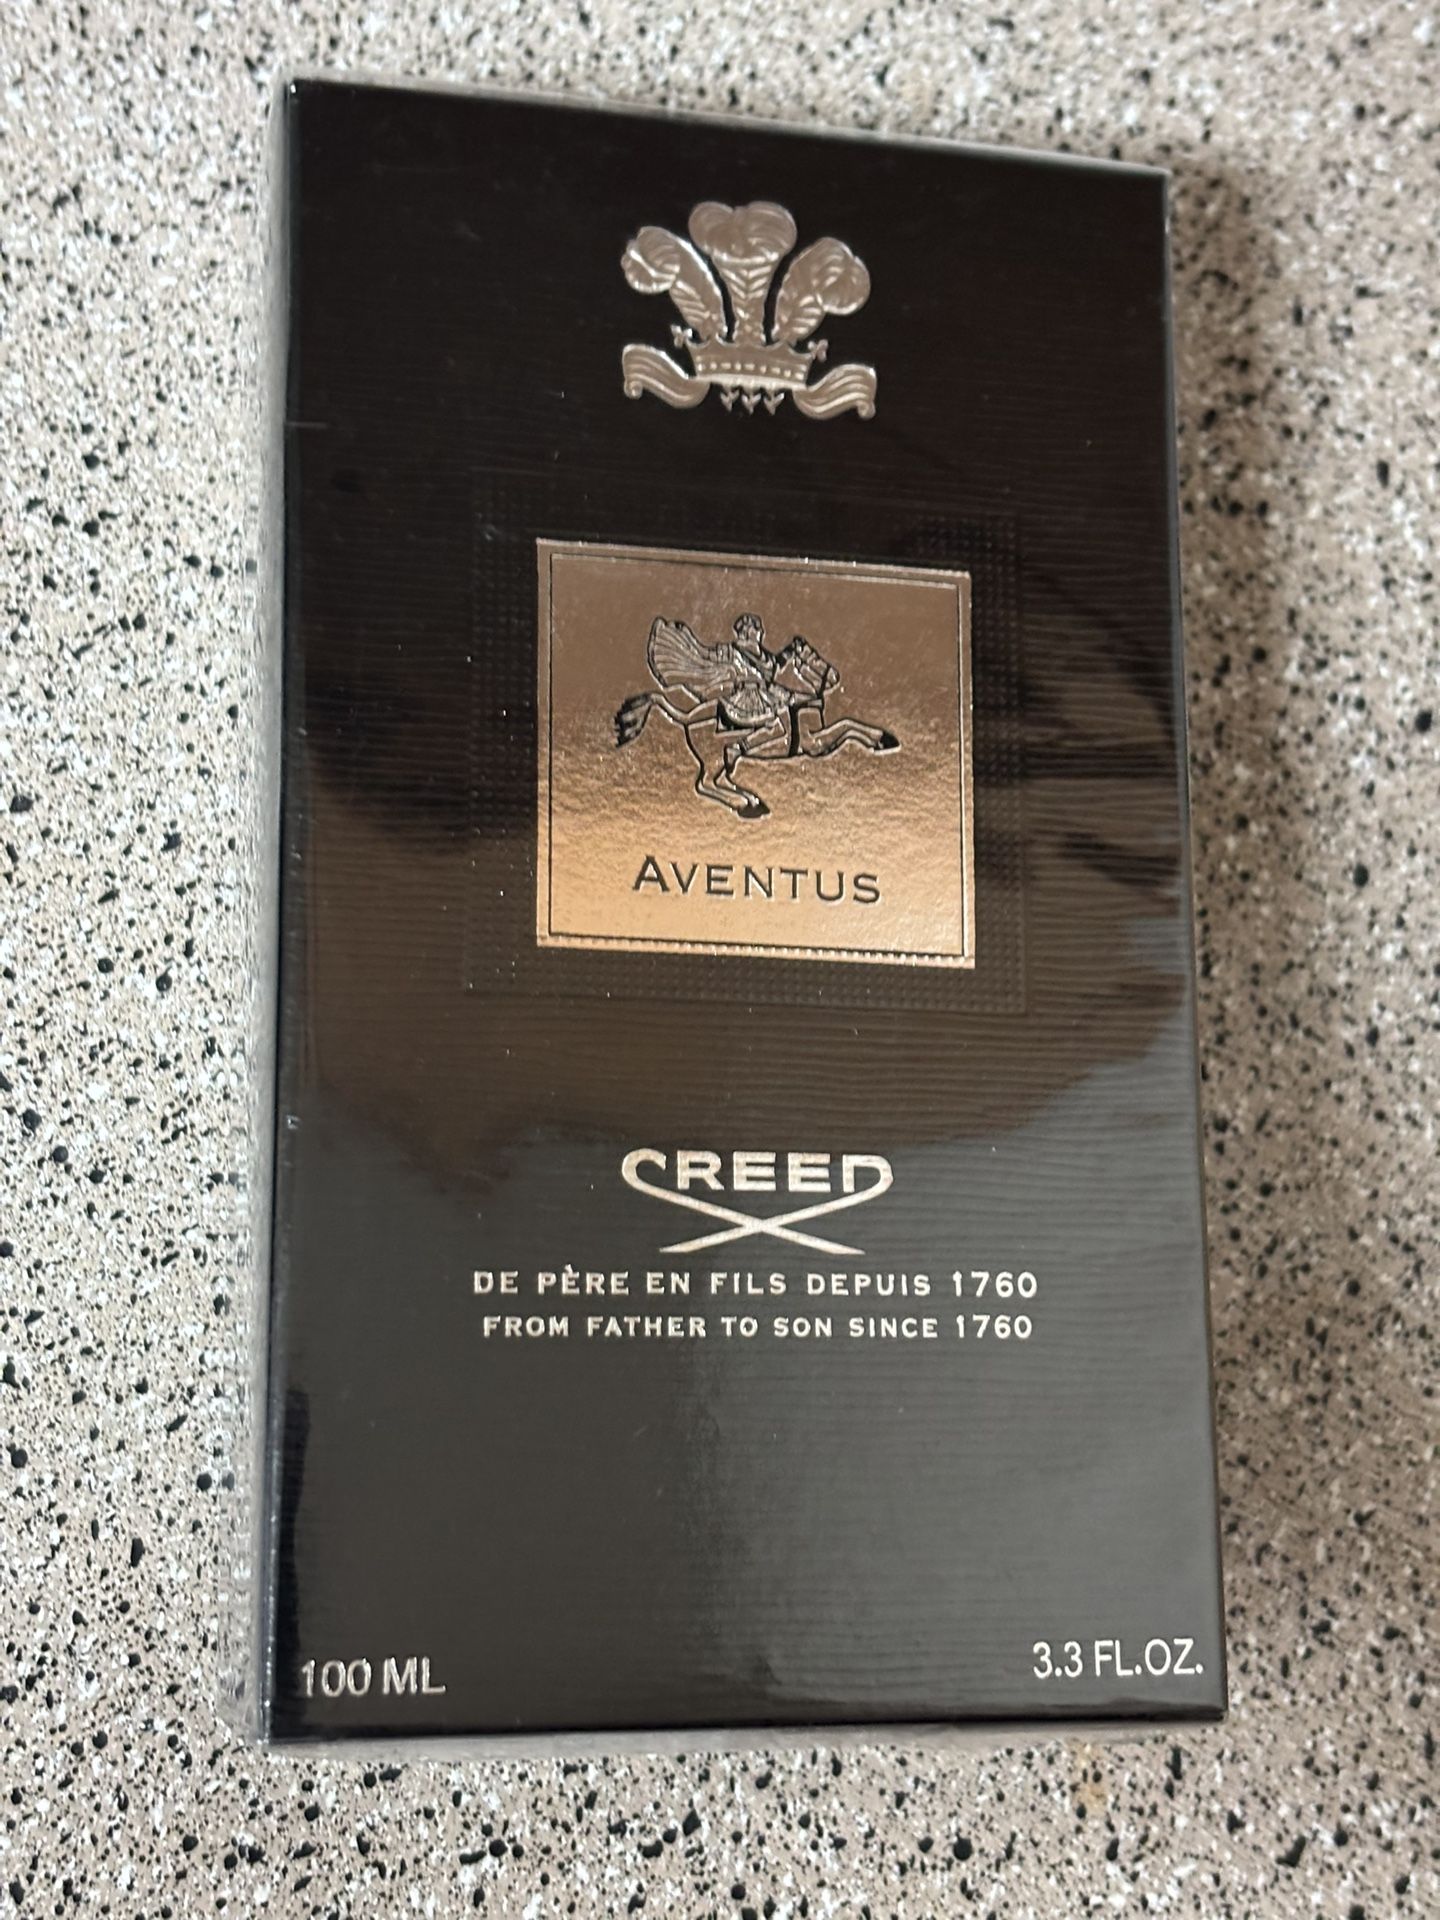 AVENTUS
CREED
DE PÈRE EN FILS DEPUIS 1760
FROM FATHER TO SON SINCE 1760
100 ML
3.3 FL.OZ.